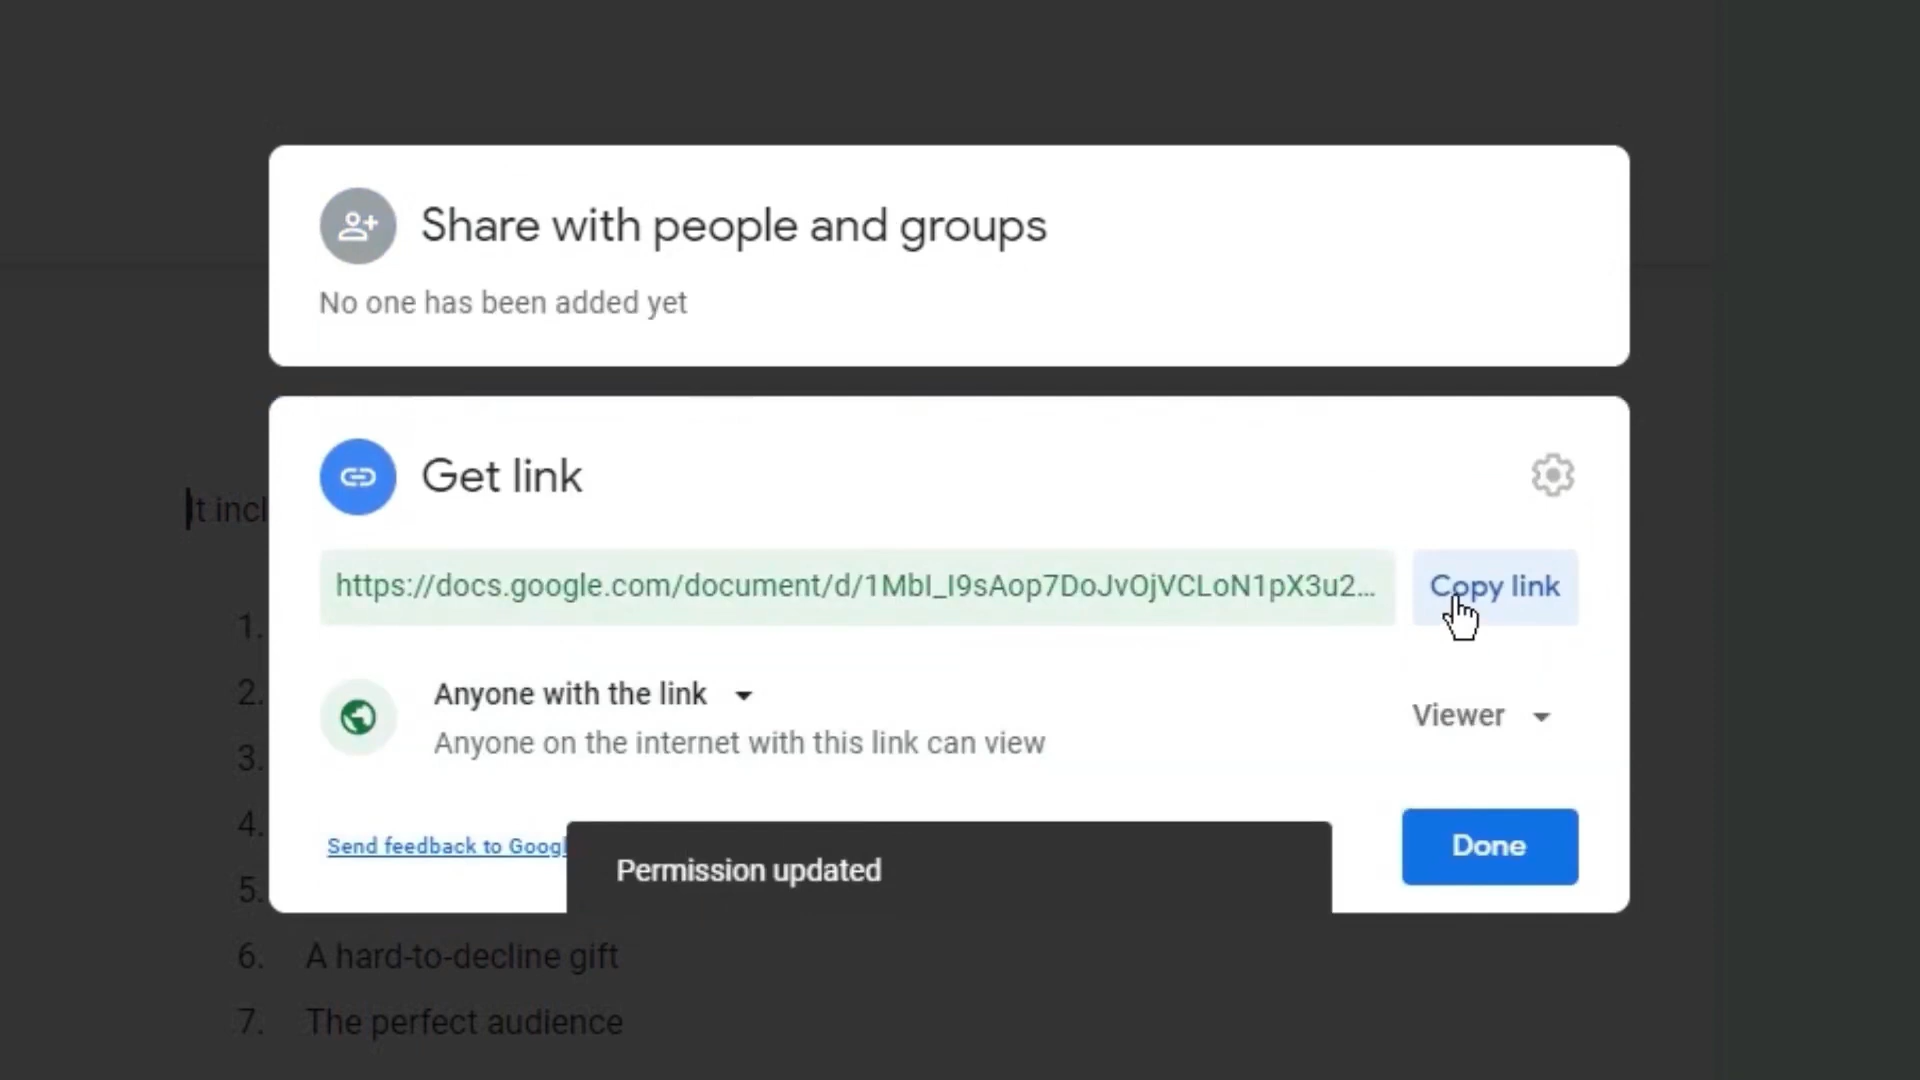 Share with people and groups
No one has been added yet
Get link
It incl
https://docs.google.com/document/d/1MbI_I9sAop7DoJvOjVCLoN1pX3u2...
Copy link
1.
2.
Anyone with the link
Viewer
Anyone on the internet with this link can view
3.
4.
Send feedback to Googl
Done
Permission updated
5.
6. A hard-to-decline gift
7. The perfect audience